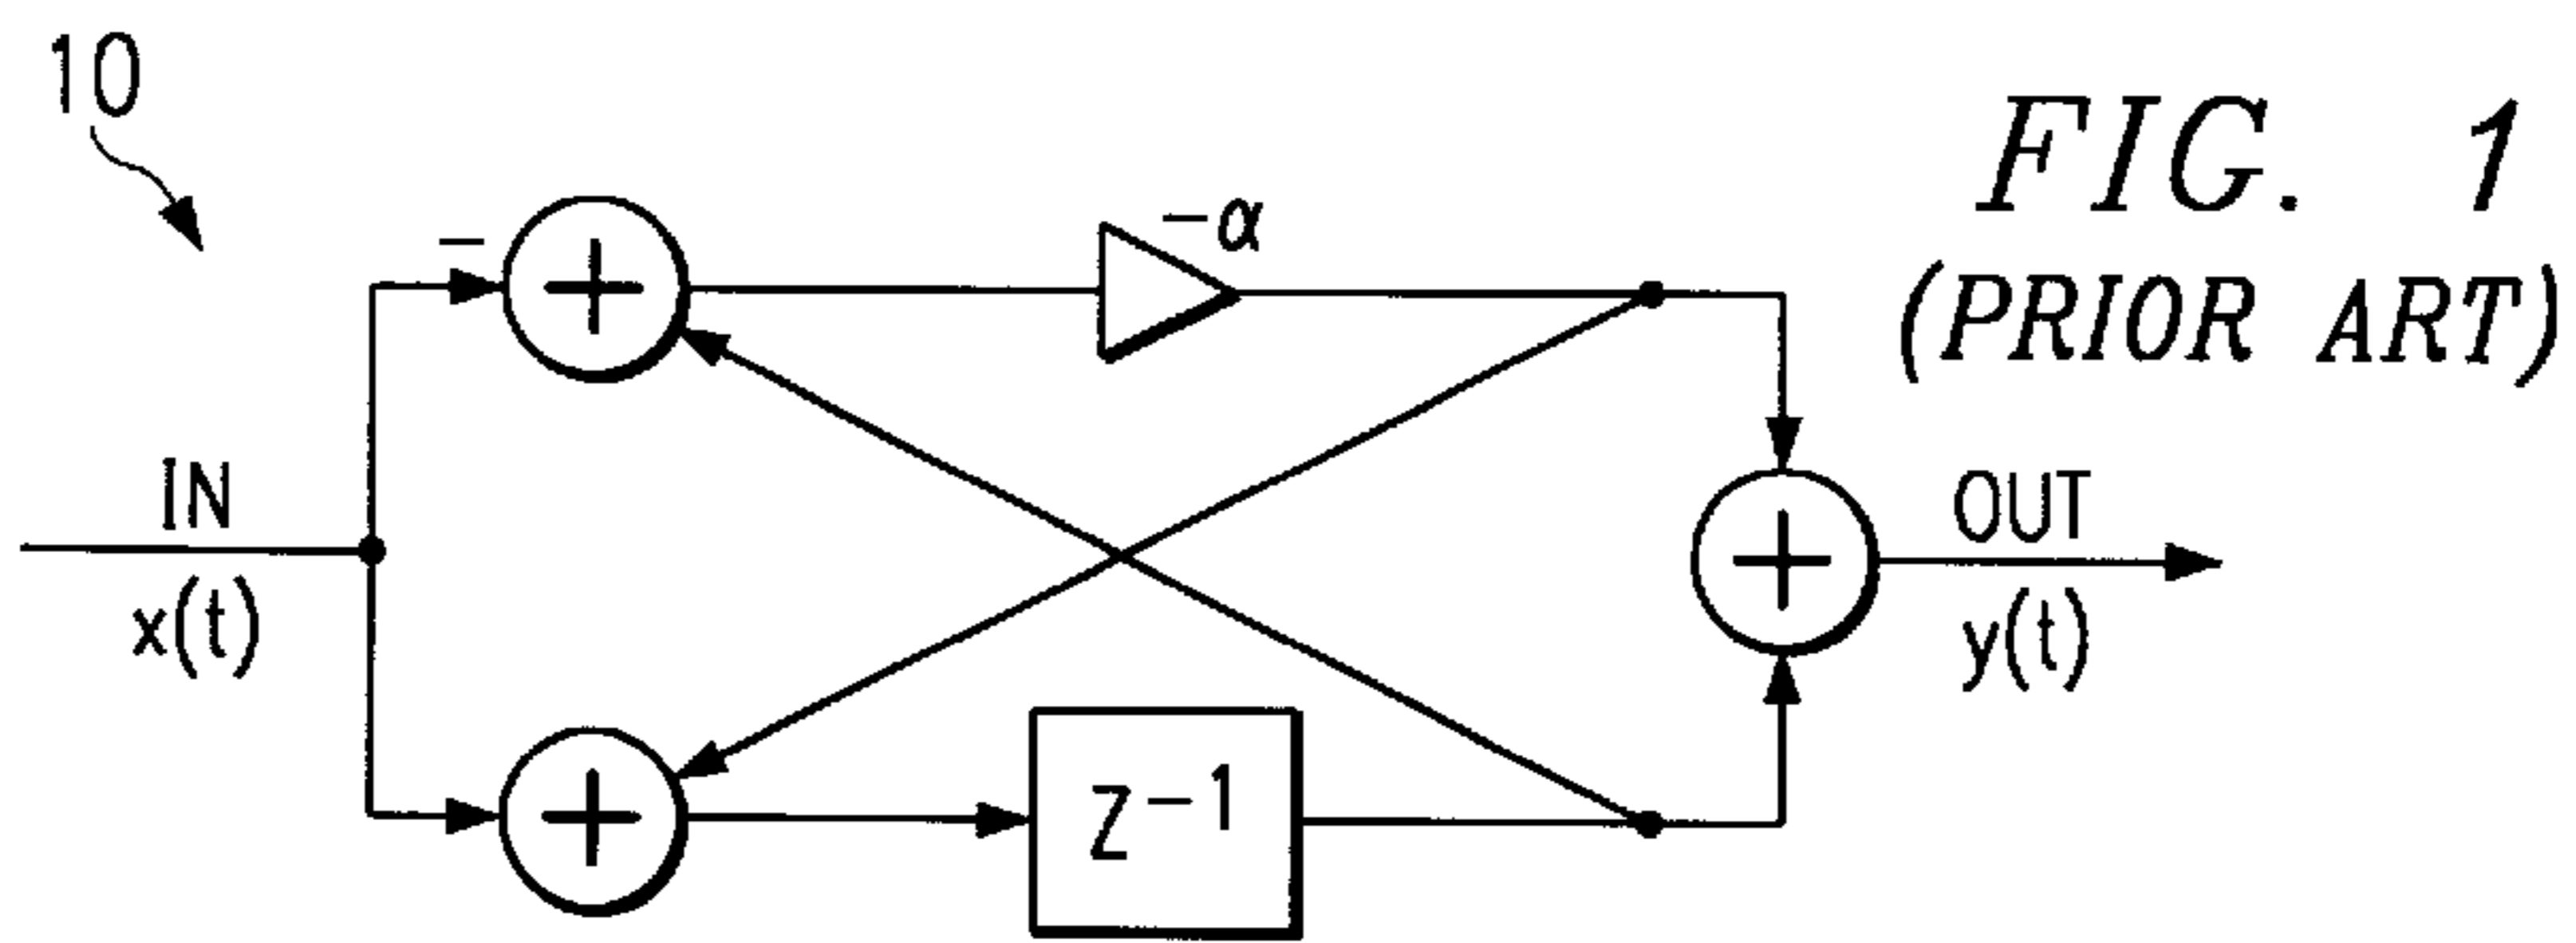 10
FIG. 1
(PRIOR ART)
−α
−
+
IN
x(t)
+
OUT
y(t)
+
Z⁻¹